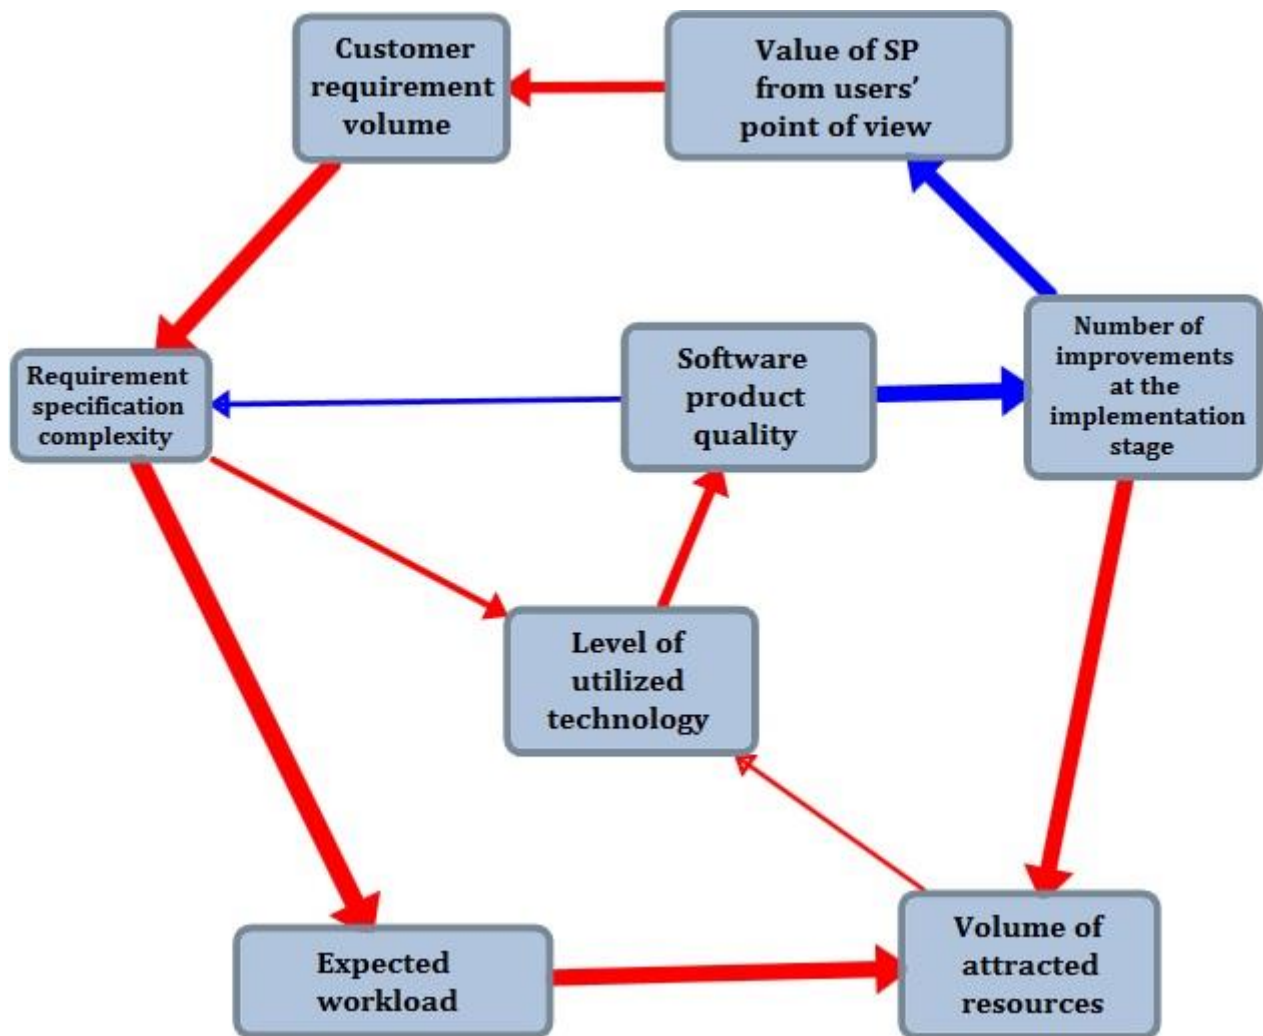 Customer
requirement
volume
Value of SP
from users’
point of view
Requirement
specification
complexity
Software
product
quality
Number of
improvements
at the
implementation
stage
Level of
utilized
technology
Expected
workload
Volume of
attracted
resources